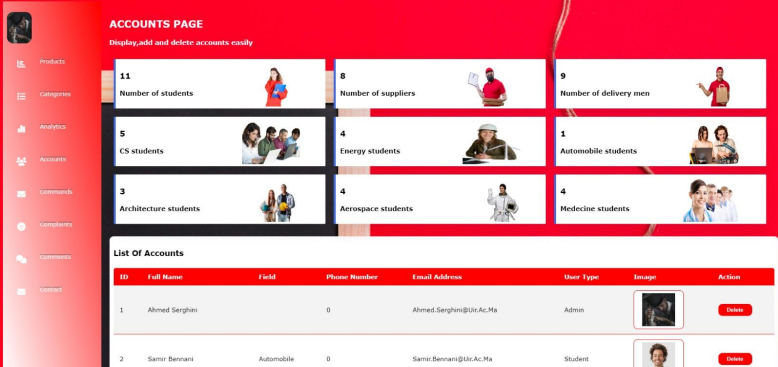 ACCOUNTS PAGE
Display,add and delete accounts easily
Products
Categories
Analytics
Accounts
Commands
Complaints
Comments
Contact
11
Number of students
8
Number of suppliers
9
Number of delivery men
5
CS students
4
Energy students
1
Automobile students
3
Architecture students
4
Aerospace students
4
Medecine students
List Of Accounts
ID Full Name Field Phone Number Email Address User Type Image Action
1 Ahmed Serghini 0 Ahmed.Serghini@Uir.Ac.Ma Admin Delete
2 Samir Bennani Automobile 0 Samir.Bennani@Uir.Ac.Ma Student Delete